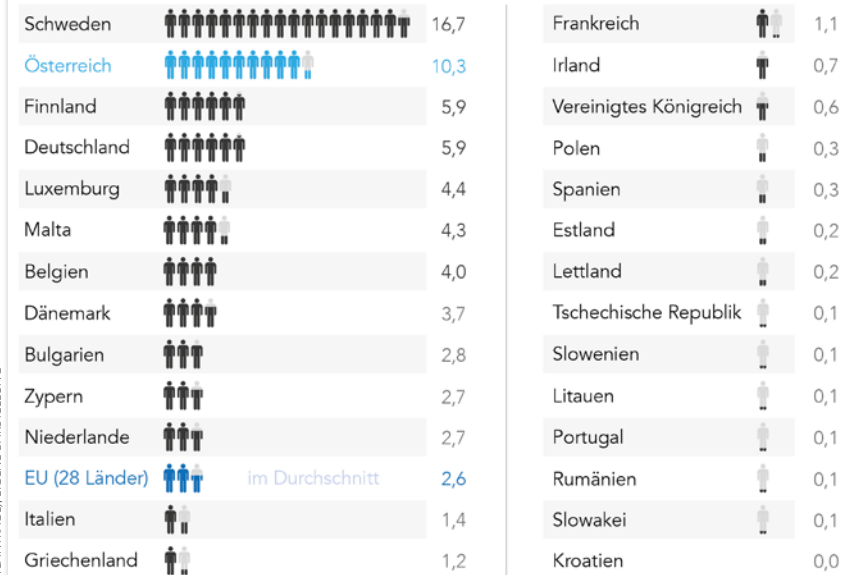 Schweden 16,7
Österreich 10,3
Finnland 5,9
Deutschland 5,9
Luxemburg 4,4
Malta 4,3
Belgien 4,0
Dänemark 3,7
Bulgarien 2,8
Zypern 2,7
Niederlande 2,7
EU (28 Länder) im Durchschnitt 2,6
Italien 1,4
Griechenland 1,2
Frankreich 1,1
Irland 0,7
Vereinigtes Königreich 0,6
Polen 0,3
Spanien 0,3
Estland 0,2
Lettland 0,2
Tschechische Republik 0,1
Slowenien 0,1
Litauen 0,1
Portugal 0,1
Rumänien 0,1
Slowakei 0,1
Kroatien 0,0